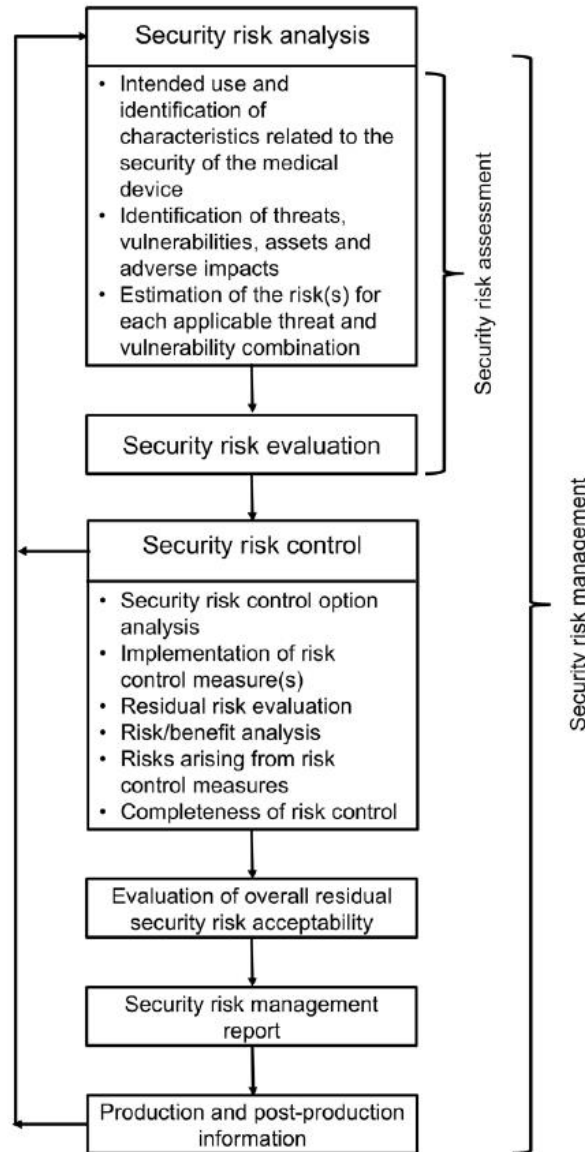 Security risk analysis
• Intended use and
identification of
characteristics related to the
security of the medical
device
• Identification of threats,
vulnerabilities, assets and
adverse impacts
• Estimation of the risk(s) for
each applicable threat and
vulnerability combination
Security risk assessment
Security risk evaluation
Security risk management
Security risk control
• Security risk control option
analysis
• Implementation of risk
control measure(s)
• Residual risk evaluation
• Risk/benefit analysis
• Risks arising from risk
control measures
• Completeness of risk control
Evaluation of overall residual
security risk acceptability
Security risk management
report
Production and post-production
information